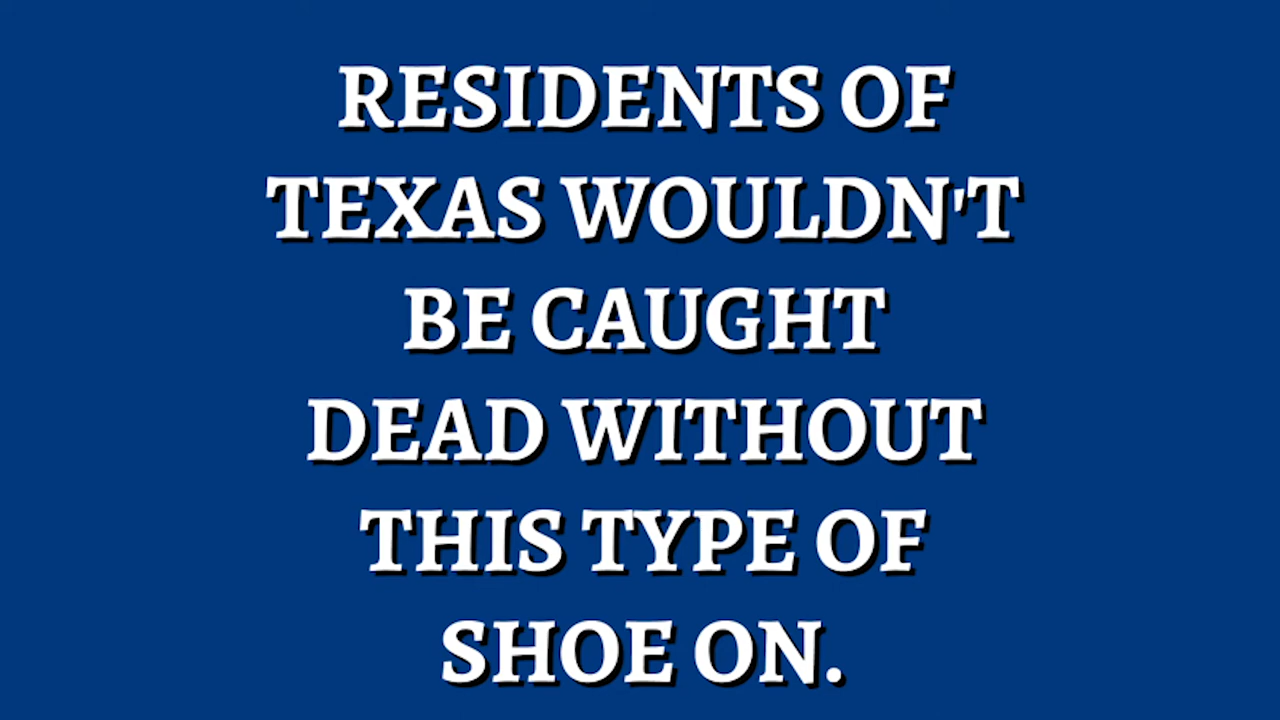 RESIDENTS OF
TEXAS WOULDN'T
BE CAUGHT
DEAD WITHOUT
THIS TYPE OF
SHOE ON.